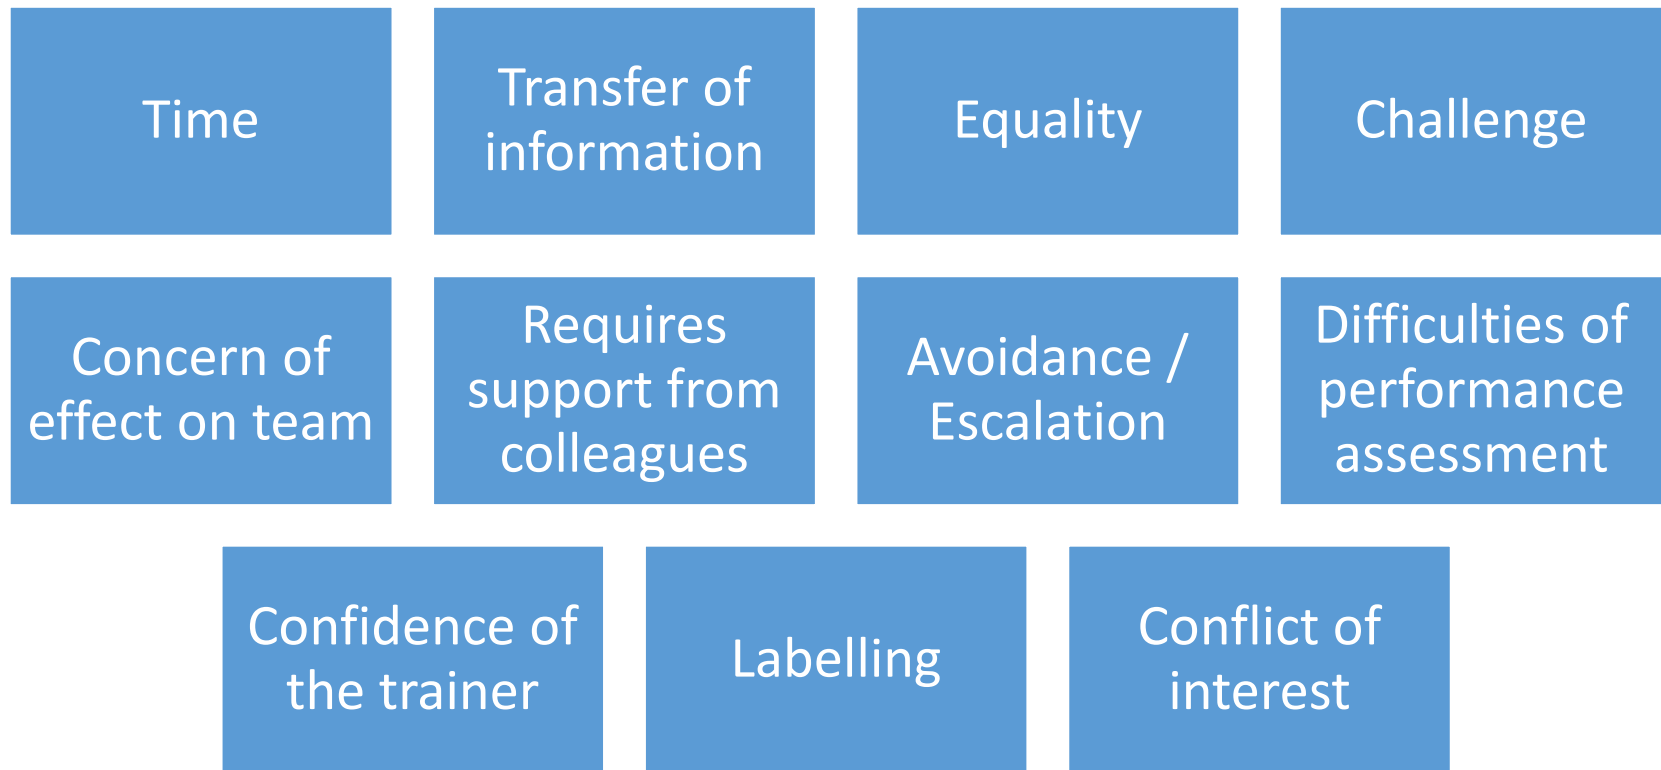 Time
Transfer of
information
Equality
Challenge
Concern of
effect on team
Requires
support from
colleagues
Avoidance /
Escalation
Difficulties of
performance
assessment
Confidence of
the trainer
Labelling
Conflict of
interest